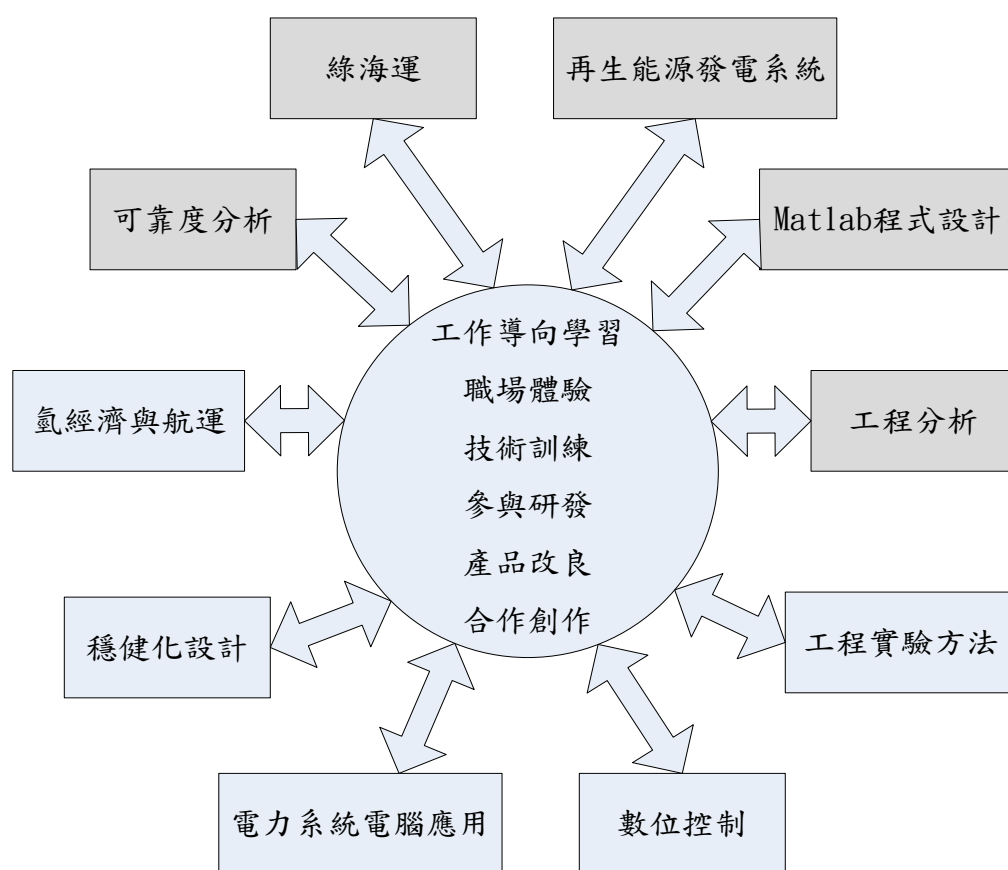 綠海運
再生能源發電系統
可靠度分析
Matlab程式設計
工作導向學習
職場體驗
技術訓練
參與研發
產品改良
合作創作
氫經濟與航運
工程分析
穩健化設計
工程實驗方法
電力系統電腦應用
數位控制